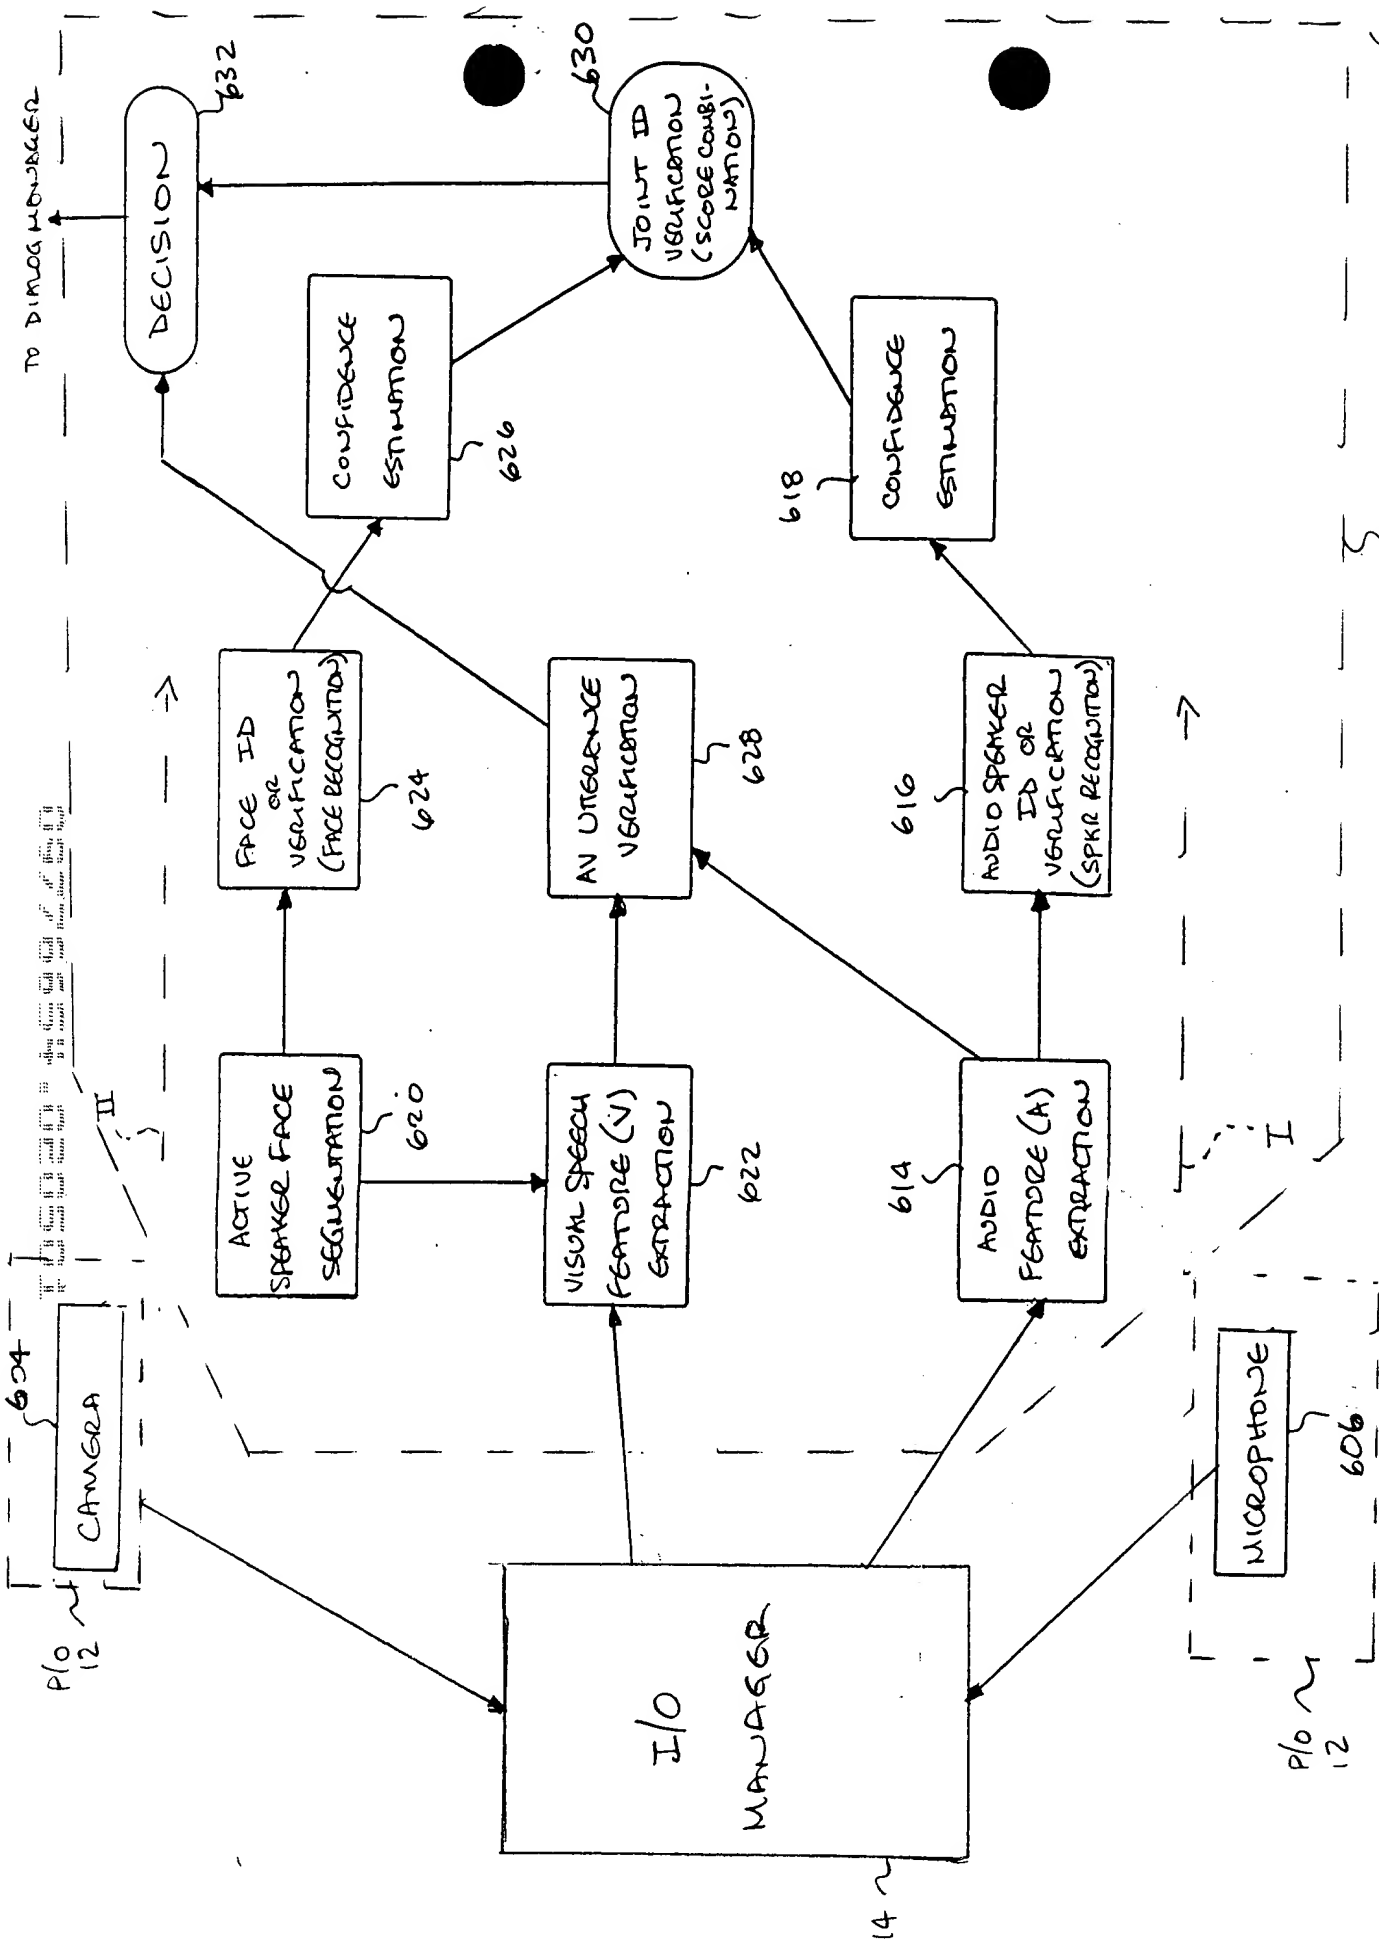 TO DIALOG MANAGER
DECISION
632
JOINT ID
VERIFICATION
(SCORE COMBI-
NATION)
630
CONFIDENCE
ESTIMATION
626
CONFIDENCE
ESTIMATION
618
FACE ID
OR
VERIFICATION
(FACE RECOGNITION)
624
AV UTTERANCE
VERIFICATION
628
AUDIO SPEAKER
ID OR
VERIFICATION
(SPKR RECOGNITION)
616
ACTIVE
SPEAKER FACE
SEGMENTATION
620
VISUAL SPEECH
FEATURE (V)
EXTRACTION
622
AUDIO
FEATURE (A)
EXTRACTION
614
II
I
604
CAMERA
P/O
12
MICROPHONE
606
P/O
12
I/O
MANAGER
14